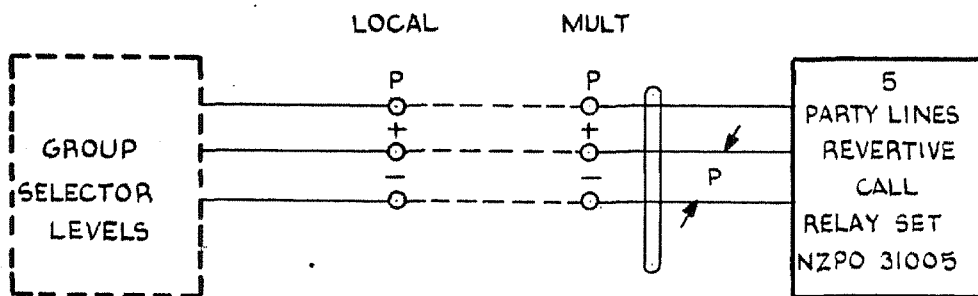 LOCAL MULT
P P
+ +
- -
GROUP
SELECTOR
LEVELS
P
5
PARTY LINES
REVERTIVE
CALL
RELAY SET
NZPO 31005